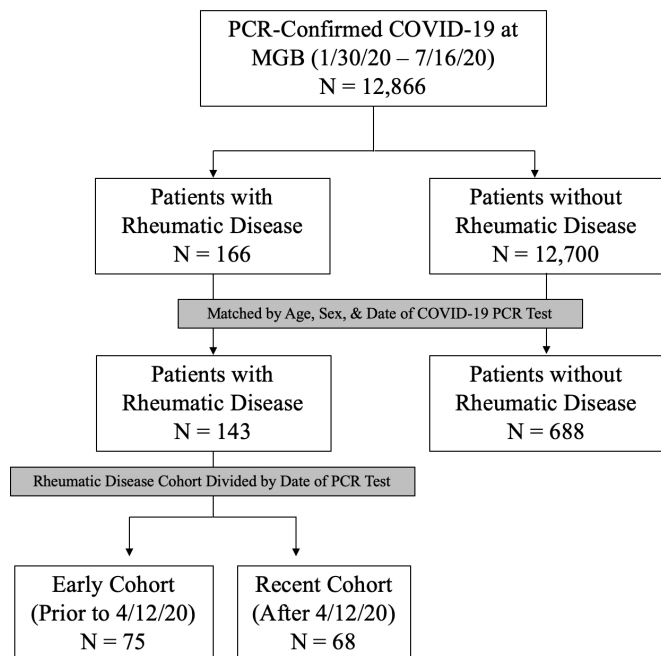 PCR-Confirmed COVID-19 at
MGB (1/30/20 – 7/16/20)
N = 12,866
Patients with
Rheumatic Disease
N = 166
Patients without
Rheumatic Disease
N = 12,700
Matched by Age, Sex, & Date of COVID-19 PCR Test
Patients with
Rheumatic Disease
N = 143
Patients without
Rheumatic Disease
N = 688
Rheumatic Disease Cohort Divided by Date of PCR Test
Early Cohort
(Prior to 4/12/20)
N = 75
Recent Cohort
(After 4/12/20)
N = 68